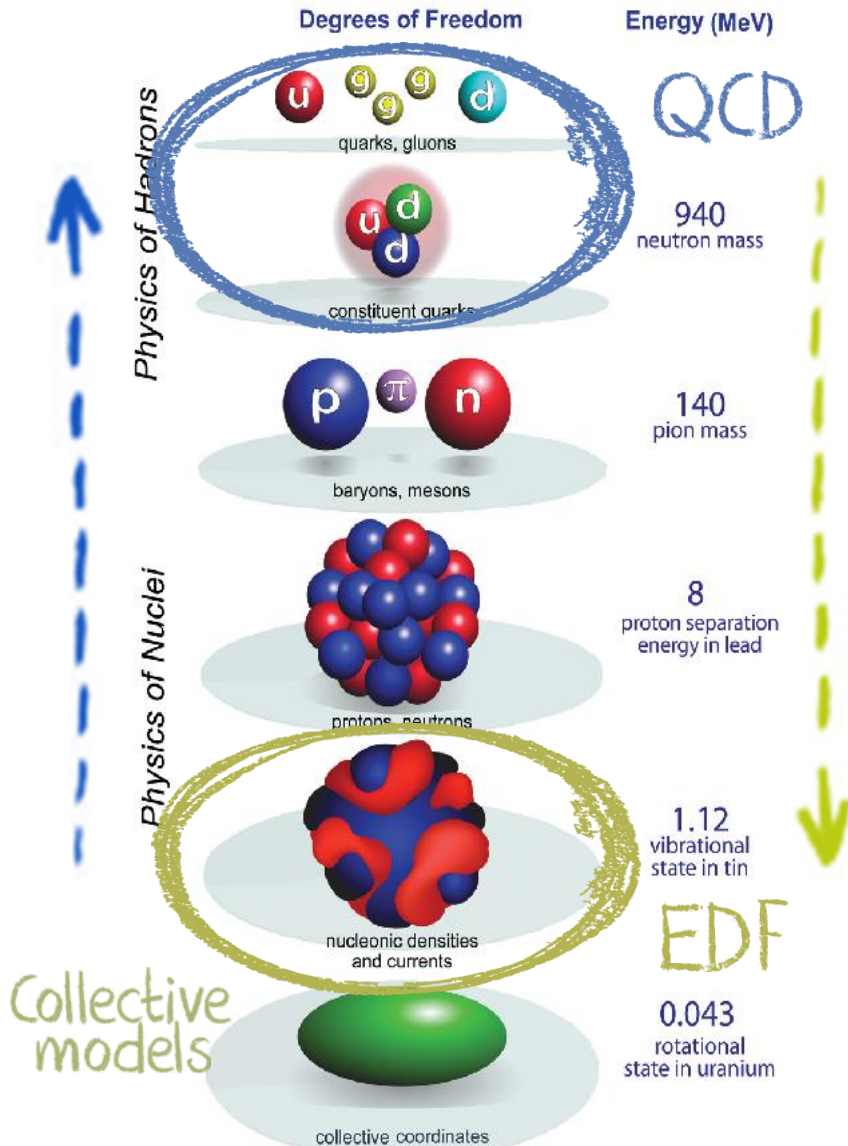 Degrees of Freedom
Energy (MeV)
Physics of Hadrons
u
g
g
g
d
quarks, gluons
QCD
u
d
d
constituent quarks
940
neutron mass
p
π
n
baryons, mesons
140
pion mass
Physics of Nuclei
protons, neutrons
8
proton separation
energy in lead
nucleonic densities
and currents
1.12
vibrational
state in tin
EDF
Collective
models
collective coordinates
0.043
rotational
state in uranium